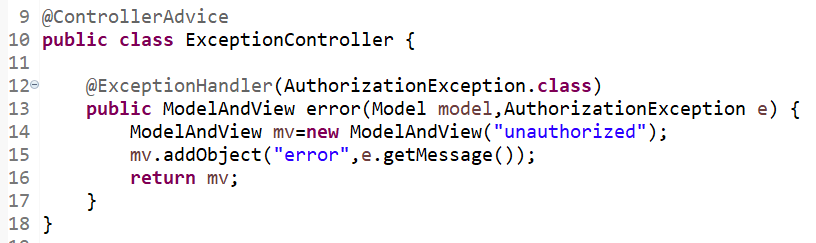 9 @ControllerAdvice
10 public class ExceptionController {
11
12 @ExceptionHandler(AuthorizationException.class)
13 public ModelAndView error(Model model,AuthorizationException e) {
14 ModelAndView mv=new ModelAndView("unauthorized");
15 mv.addObject("error",e.getMessage());
16 return mv;
17 }
18 }